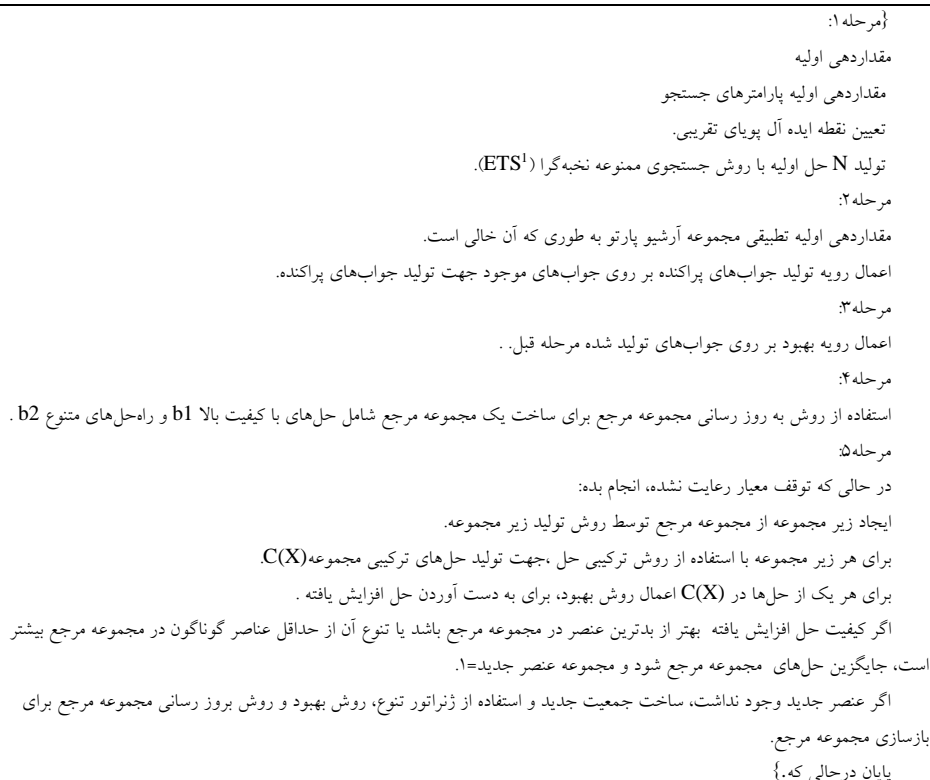 {مرحله۱:
مقداردهی اولیه
مقداردهی اولیه پارامترهای جستجو
تعیین نقطه ایده آل پویای تقریبی.
تولید N حل اولیه با روش جستجوی ممنوعه نخبه‌گرا (ETS1).
مرحله۲:
مقداردهی اولیه تطبیقی مجموعه آرشیو پارتو به طوری که آن خالی است.
اعمال رویه تولید جواب‌های پراکنده بر روی جواب‌های موجود جهت تولید جواب‌های پراکنده.
مرحله۳:
اعمال رویه بهبود بر روی جواب‌های تولید شده مرحله قبل. .
مرحله۴:
استفاده از روش به روز رسانی مجموعه مرجع برای ساخت یک مجموعه مرجع شامل حل‌های با کیفیت بالا b1 و راه‌حل‌های متنوع b2 .
مرحله۵:
در حالی که توقف معیار رعایت نشده، انجام بده:
ایجاد زیر مجموعه از مجموعه مرجع توسط روش تولید زیر مجموعه.
برای هر زیر مجموعه با استفاده از روش ترکیبی حل ،جهت تولید حل‌های ترکیبی مجموعه C(X).
برای هر یک از حل‌ها در C(X) اعمال روش بهبود، برای به دست آوردن حل افزایش یافته .
اگر کیفیت حل افزایش یافته بهتر از بدترین عنصر در مجموعه مرجع باشد یا تنوع آن از حداقل عناصر گوناگون در مجموعه مرجع بیشتر
است، جایگزین حل‌های مجموعه مرجع شود و مجموعه عنصر جدید=۱.
اگر عنصر جدید وجود نداشت، ساخت جمعیت جدید و استفاده از ژنراتور تنوع، روش بهبود و روش بروز رسانی مجموعه مرجع برای
بازسازی مجموعه مرجع.
پایان درحالی که.}